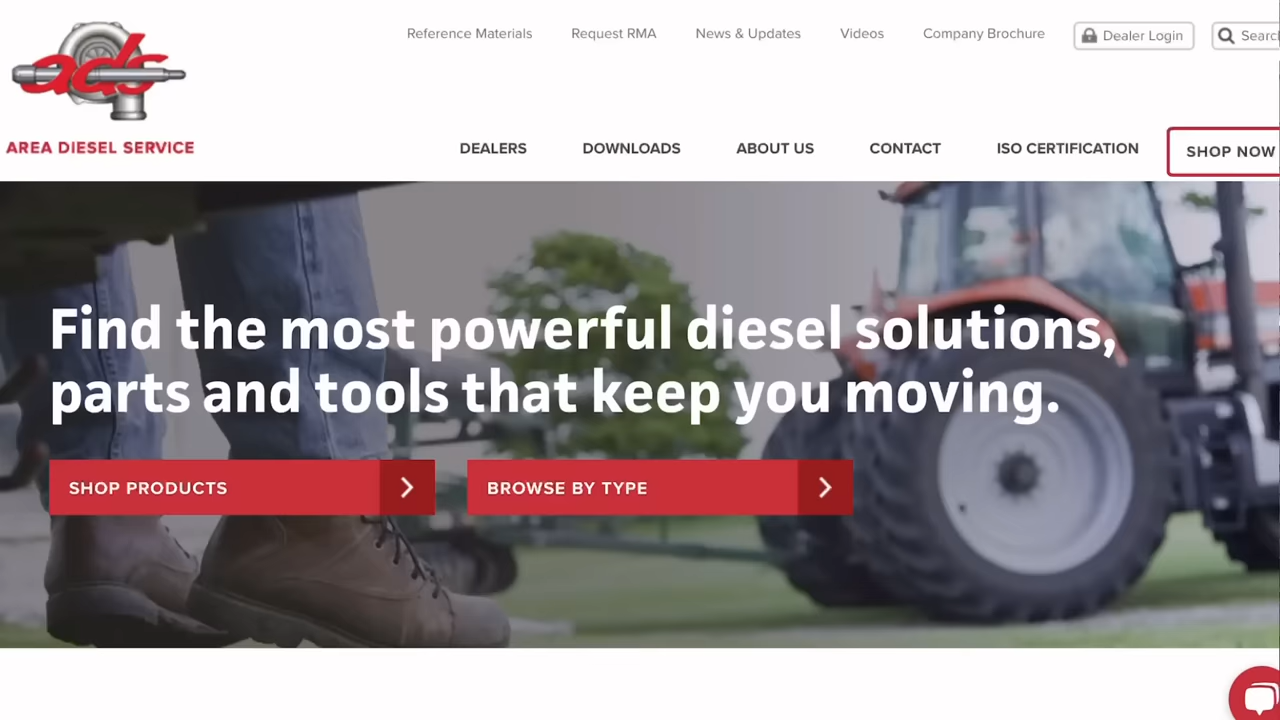 Reference Materials
Request RMA
News & Updates
Videos
Company Brochure
Dealer Login
Search
ads
AREA DIESEL SERVICE
DEALERS
DOWNLOADS
ABOUT US
CONTACT
ISO CERTIFICATION
SHOP NOW
Find the most powerful diesel solutions,
parts and tools that keep you moving.
SHOP PRODUCTS
BROWSE BY TYPE